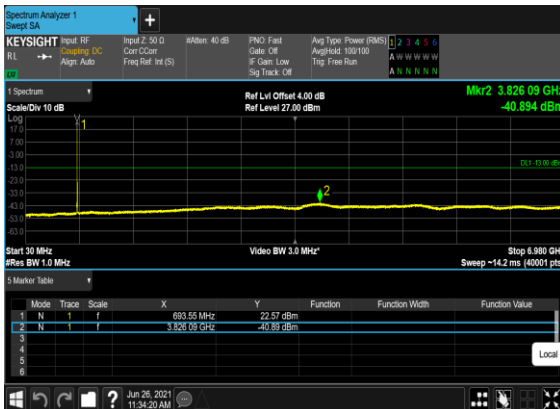 Spectrum Analyzer 1
Swept SA
+
KEYSIGHT Input: RF Input Z: 50 Ω #Atten: 40 dB PNO: Fast Avg Type: Power (RMS) 1 2 3 4 5 6
RL Coupling: DC Corr CCorr Gate: Off Avg|Hold: 100/100 A W W W W W
Align: Auto Freq Ref: Int (S) IF Gain: Low Trig: Free Run
Sig Track: Off A N N N N N
1 Spectrum Ref Lvl Offset 4.00 dB Mkr2 3.826 09 GHz
Scale/Div 10 dB Ref Level 27.00 dBm -40.894 dBm
Log
17.0
7.00
-3.00
-13.0
-23.0
-33.0
-43.0
-53.0
-63.0
1
DL1 -13.00 dBm
2
Start 30 MHz Video BW 3.0 MHz* Stop 6.980 GH
#Res BW 1.0 MHz Sweep ~14.2 ms (40001 pts
5 Marker Table
Mode Trace Scale X Y Function Function Width Function Value
1 N 1 f 693.55 MHz 22.57 dBm
2 N 1 f 3.826 09 GHz -40.89 dBm
3
4
5
6
Local
?
Jun 26, 2021
11:34:20 AM